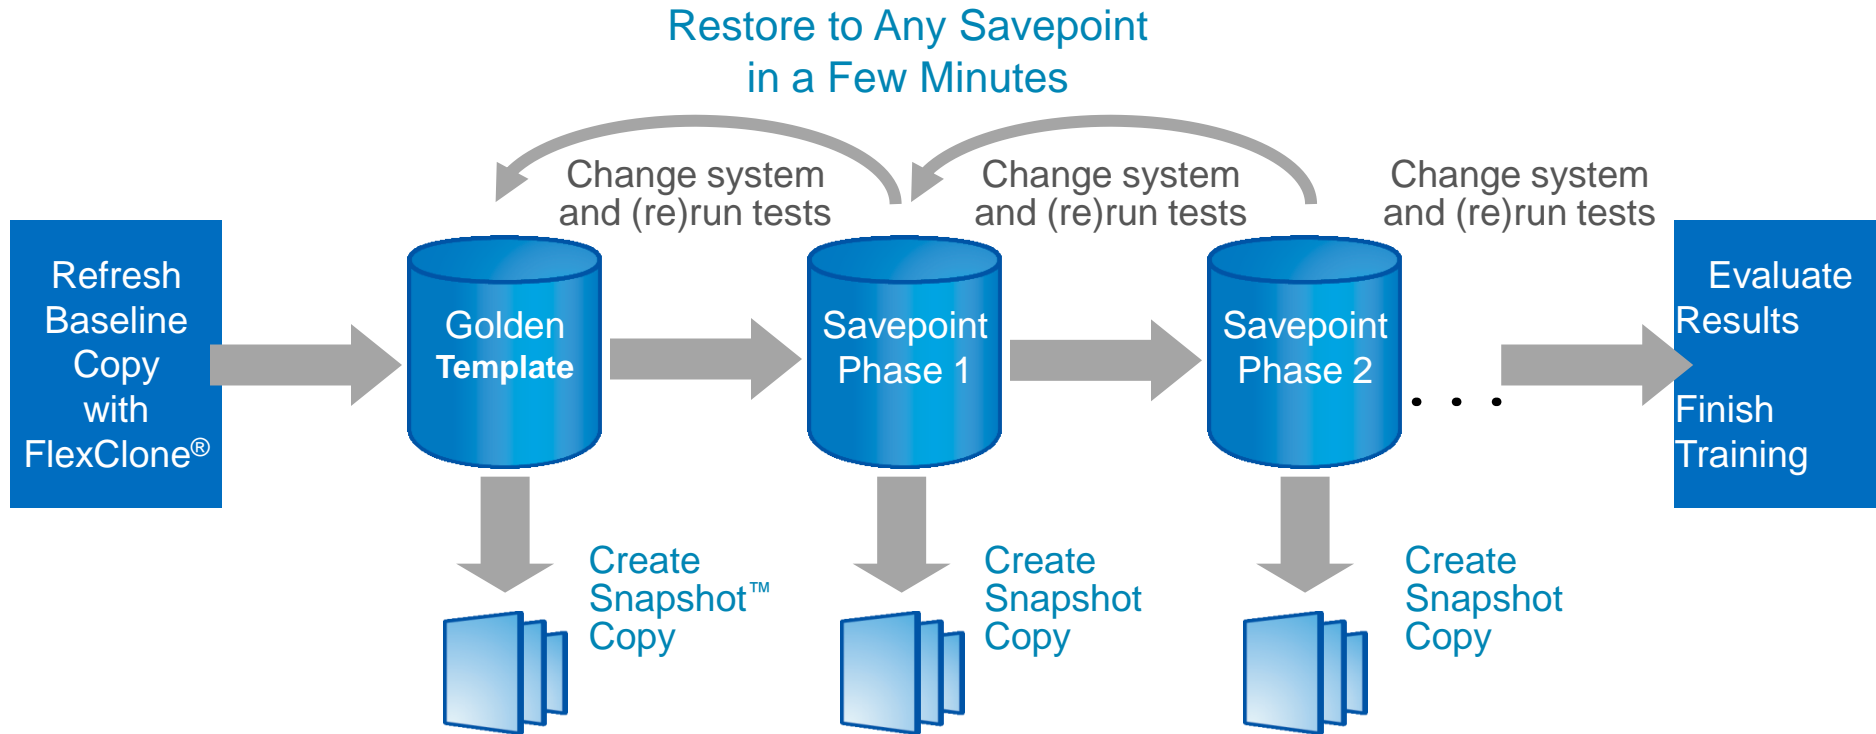 Restore to Any Savepoint
in a Few Minutes
Change system
and (re)run tests
Change system
and (re)run tests
Change system
and (re)run tests
Refresh
Baseline
Copy
with
FlexClone®
Golden
Template
Savepoint
Phase 1
Savepoint
Phase 2
. . .
Evaluate
Results
Finish
Training
Create
Snapshot™
Copy
Create
Snapshot
Copy
Create
Snapshot
Copy